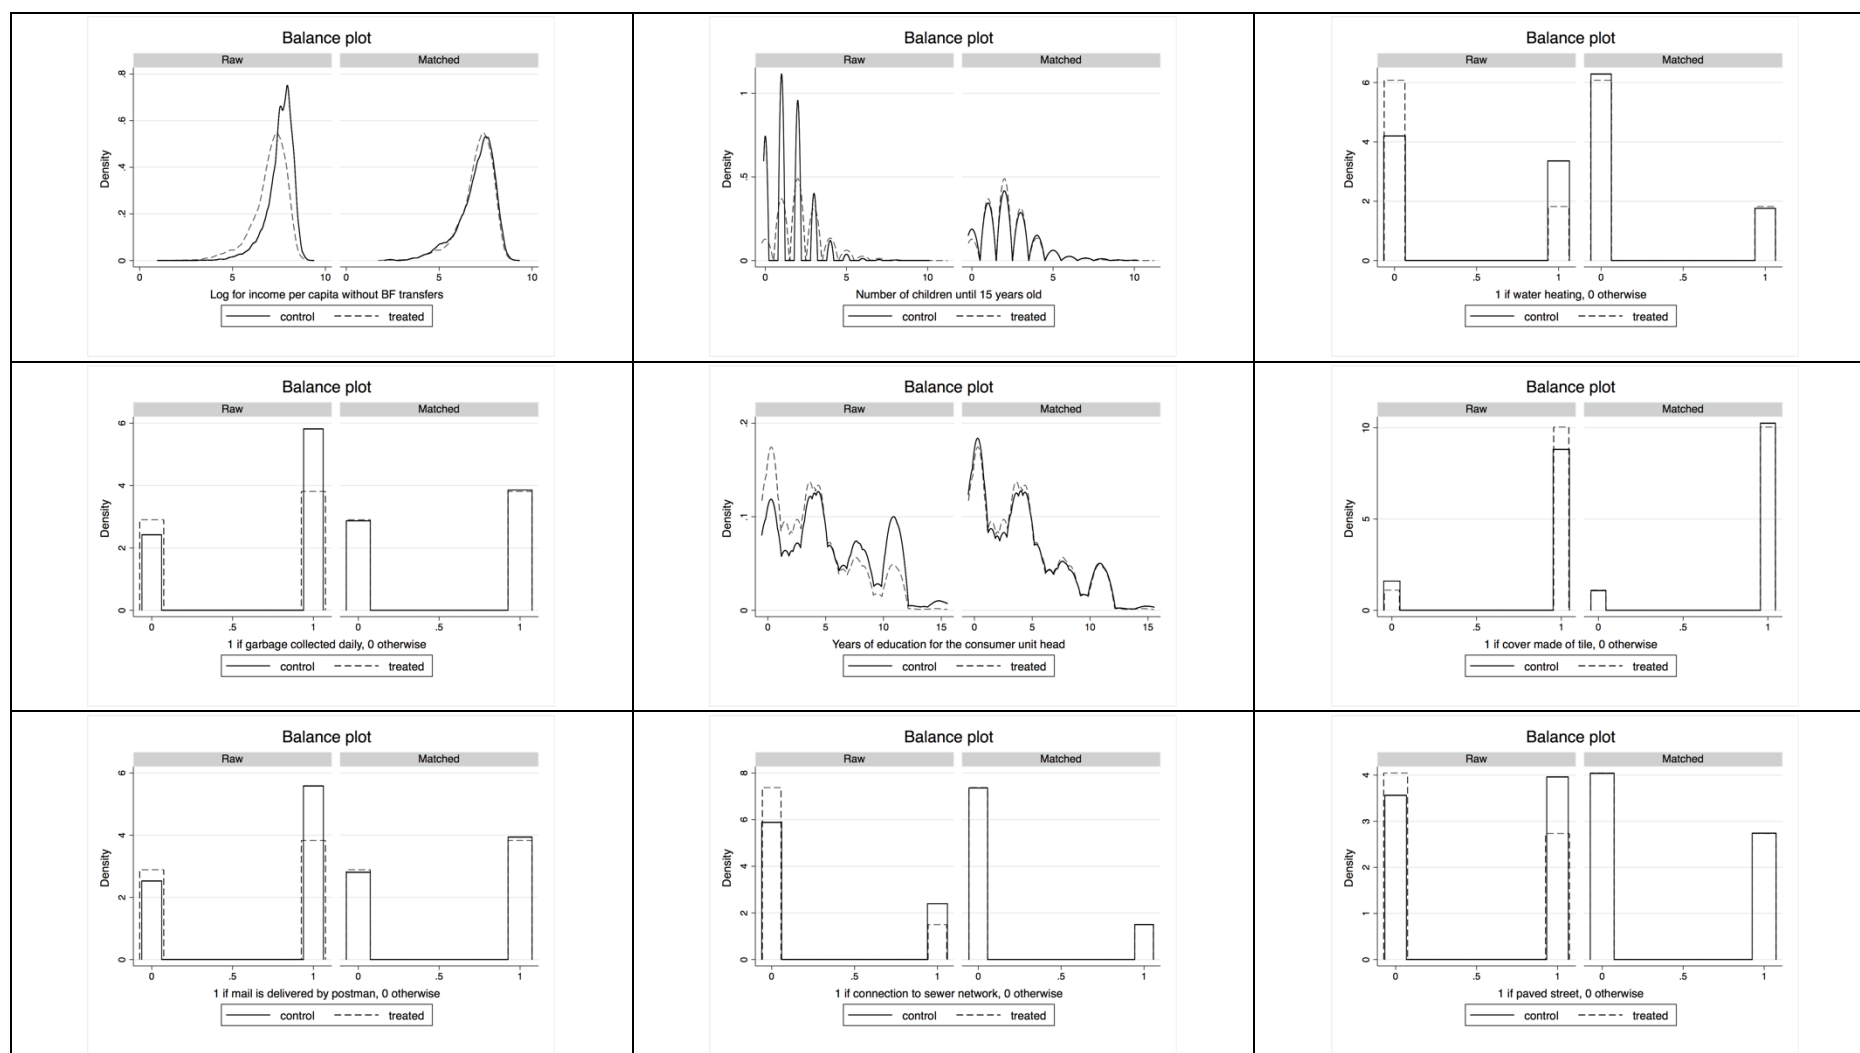 Balance plot
Raw Matched
.8
.6
.4
.2
0
Density
0 5 10 0 5 10
Log for income per capita without BF transfers
control treated
Balance plot
Raw Matched
1
.5
0
Density
0 5 10 0 5 10
Number of children until 15 years old
control treated
Balance plot
Raw Matched
6
4
2
0
Density
0 .5 1 0 .5 1
1 if water heating, 0 otherwise
control treated
Balance plot
Raw Matched
6
4
2
0
Density
0 .5 1 0 .5 1
1 if garbage collected daily, 0 otherwise
control treated
Balance plot
Raw Matched
.2
.1
0
Density
0 5 10 15 0 5 10 15
Years of education for the consumer unit head
control treated
Balance plot
Raw Matched
10
5
0
Density
0 .5 1 0 .5 1
1 if cover made of tile, 0 otherwise
control treated
Balance plot
Raw Matched
6
4
2
0
Density
0 .5 1 0 .5 1
1 if mail is delivered by postman, 0 otherwise
control treated
Balance plot
Raw Matched
8
6
4
2
0
Density
0 .5 1 0 .5 1
1 if connection to sewer network, 0 otherwise
control treated
Balance plot
Raw Matched
4
3
2
1
0
Density
0 .5 1 0 .5 1
1 if paved street, 0 otherwise
control treated